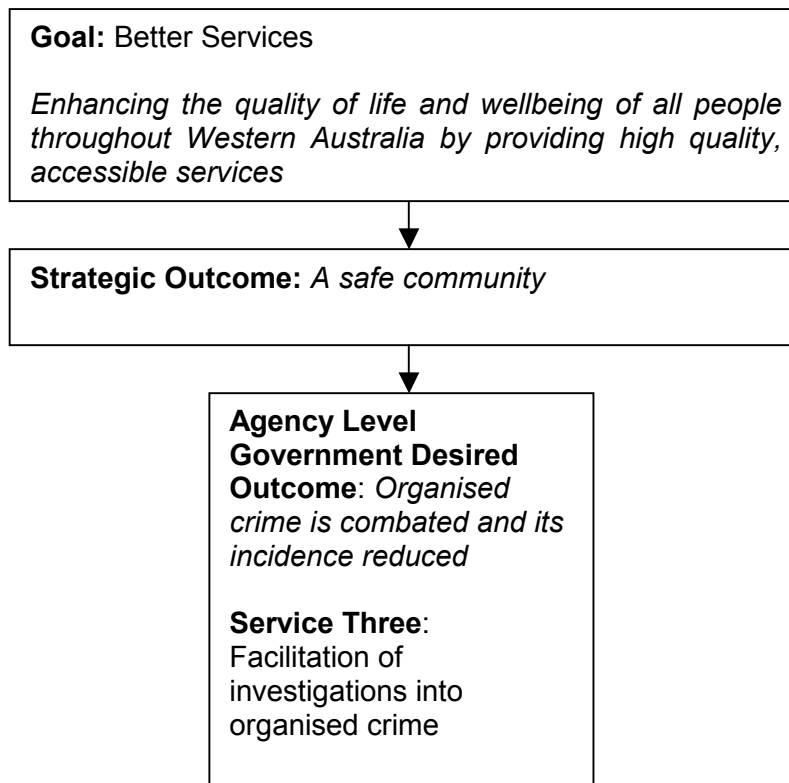 Goal: Better Services
Enhancing the quality of life and wellbeing of all people
throughout Western Australia by providing high quality,
accessible services
Strategic Outcome: A safe community
Agency Level
Government Desired
Outcome: Organised
crime is combated and its
incidence reduced
Service Three:
Facilitation of
investigations into
organised crime